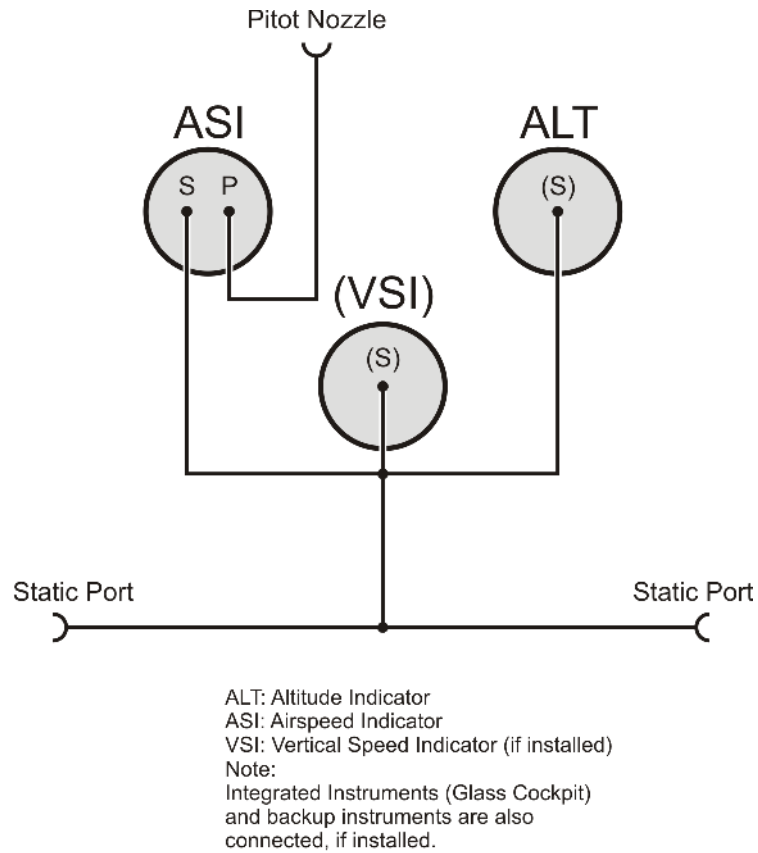 Pitot Nozzle
ASI
ALT
S P
(S)
(VSI)
(S)
Static Port
Static Port
ALT: Altitude Indicator
ASI: Airspeed Indicator
VSI: Vertical Speed Indicator (if installed)
Note:
Integrated Instruments (Glass Cockpit)
and backup instruments are also
connected, if installed.